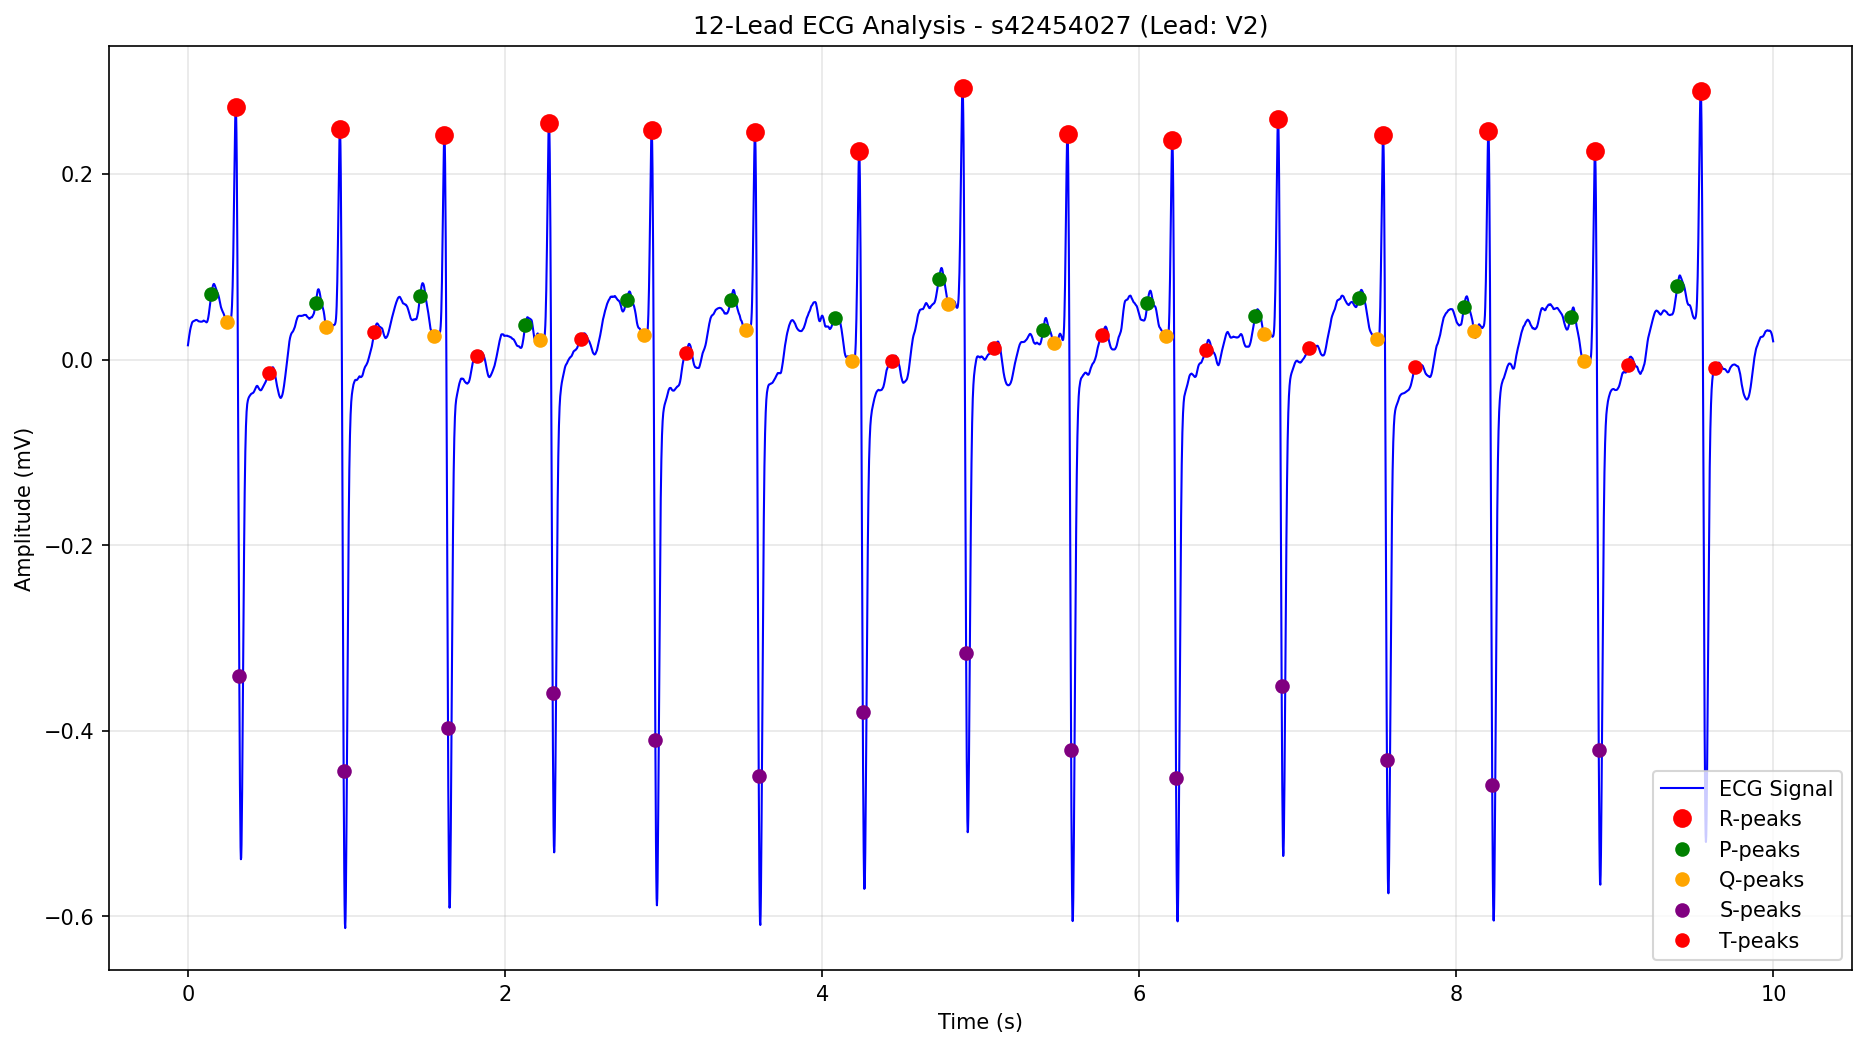 12-Lead ECG Analysis - s42454027 (Lead: V2)
0.2
0.0
−0.2
−0.4
−0.6
Amplitude (mV)
ECG Signal
R-peaks
P-peaks
Q-peaks
S-peaks
T-peaks
0 2 4 6 8 10
Time (s)